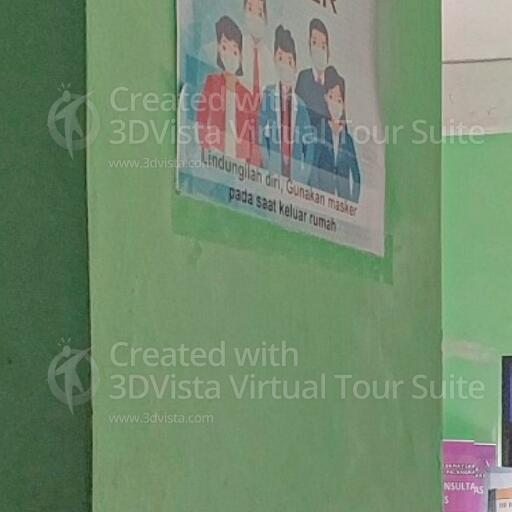 ER
Created with
3DVista Virtual Tour Suite
www.3dvista.com
Lindungilah diri, Gunakan masker
pada saat keluar rumah
Created with
3DVista Virtual Tour Suite
www.3dvista.com